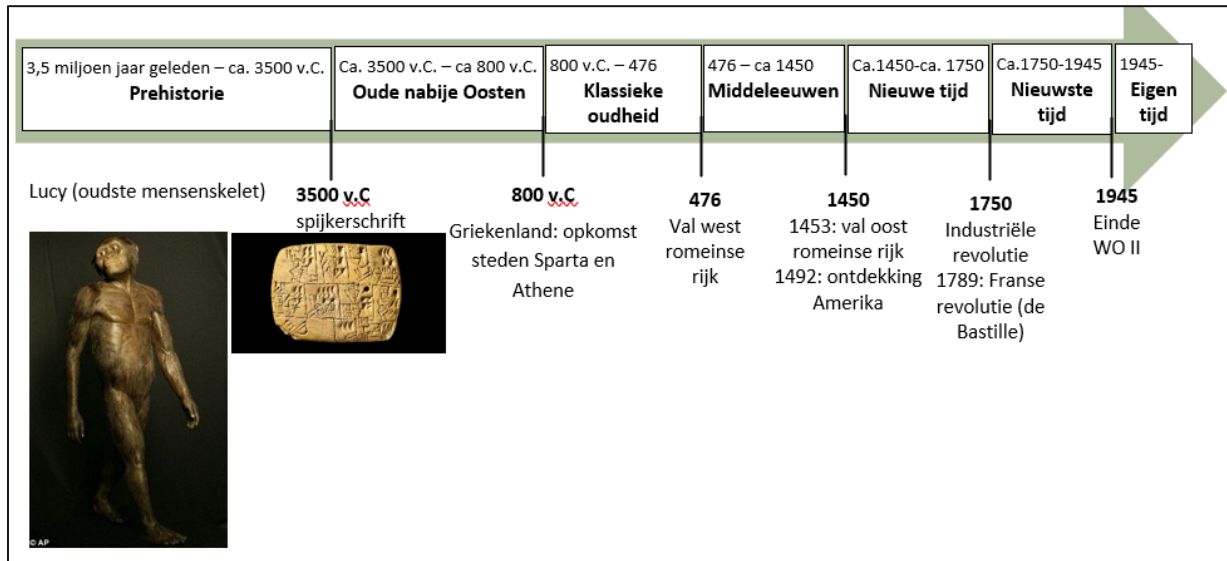 3,5 miljoen jaar geleden – ca. 3500 v.C.
Prehistorie
Ca. 3500 v.C. – ca 800 v.C.
Oude nabije Oosten
800 v.C. – 476
Klassieke
oudheid
476 – ca 1450
Middeleeuwen
Ca.1450-ca. 1750
Nieuwe tijd
Ca.1750-1945
Nieuwste
tijd
1945-
Eigen
tijd
Lucy (oudste mensenskelet)
3500 v.C
spijkerschrift
800 v.C
Griekenland: opkomst
steden Sparta en
Athene
476
Val west
romeinse
rijk
1450
1453: val oost
romeinse rijk
1492: ontdekking
Amerika
1750
Industriële
revolutie
1789: Franse
revolutie (de
Bastille)
1945
Einde
WO II
© AP